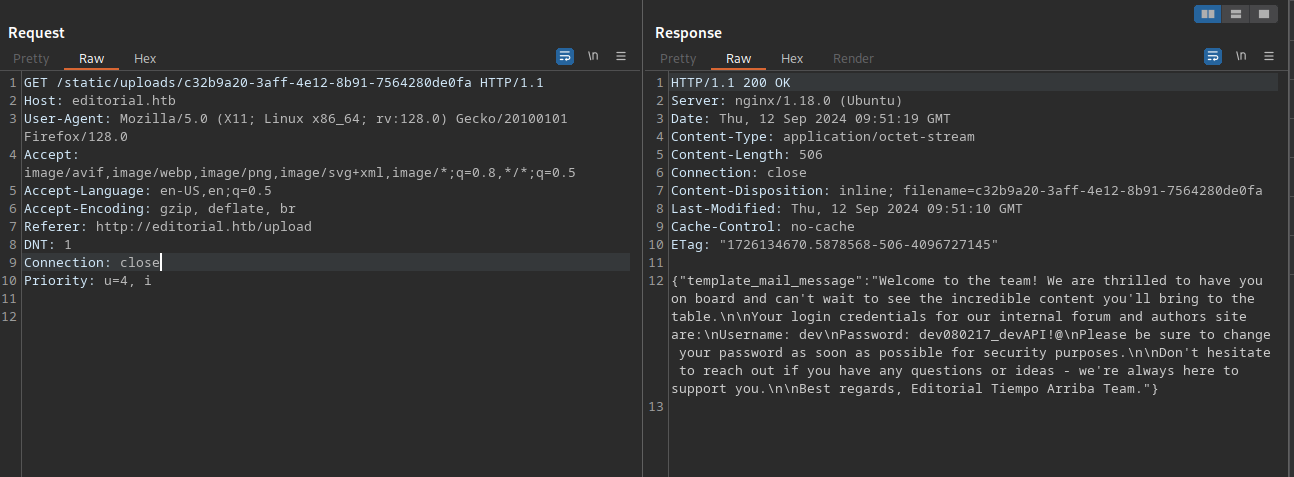 Request
Pretty Raw Hex \n
1 GET /static/uploads/c32b9a20-3aff-4e12-8b91-7564280de0fa HTTP/1.1
2 Host: editorial.htb
3 User-Agent: Mozilla/5.0 (X11; Linux x86_64; rv:128.0) Gecko/20100101
Firefox/128.0
4 Accept:
image/avif,image/webp,image/png,image/svg+xml,image/*;q=0.8,*/*;q=0.5
5 Accept-Language: en-US,en;q=0.5
6 Accept-Encoding: gzip, deflate, br
7 Referer: http://editorial.htb/upload
8 DNT: 1
9 Connection: close
10 Priority: u=4, i
11
12
Response
Pretty Raw Hex Render \n
1 HTTP/1.1 200 OK
2 Server: nginx/1.18.0 (Ubuntu)
3 Date: Thu, 12 Sep 2024 09:51:19 GMT
4 Content-Type: application/octet-stream
5 Content-Length: 506
6 Connection: close
7 Content-Disposition: inline; filename=c32b9a20-3aff-4e12-8b91-7564280de0fa
8 Last-Modified: Thu, 12 Sep 2024 09:51:10 GMT
9 Cache-Control: no-cache
10 ETag: "1726134670.5878568-506-4096727145"
11
12 {"template_mail_message":"Welcome to the team! We are thrilled to have you
on board and can't wait to see the incredible content you'll bring to the
table.\n\nYour login credentials for our internal forum and authors site
are:\nUsername: dev\nPassword: dev080217_devAPI!@\nPlease be sure to change
your password as soon as possible for security purposes.\n\nDon't hesitate
to reach out if you have any questions or ideas - we're always here to
support you.\n\nBest regards, Editorial Tiempo Arriba Team."}
13